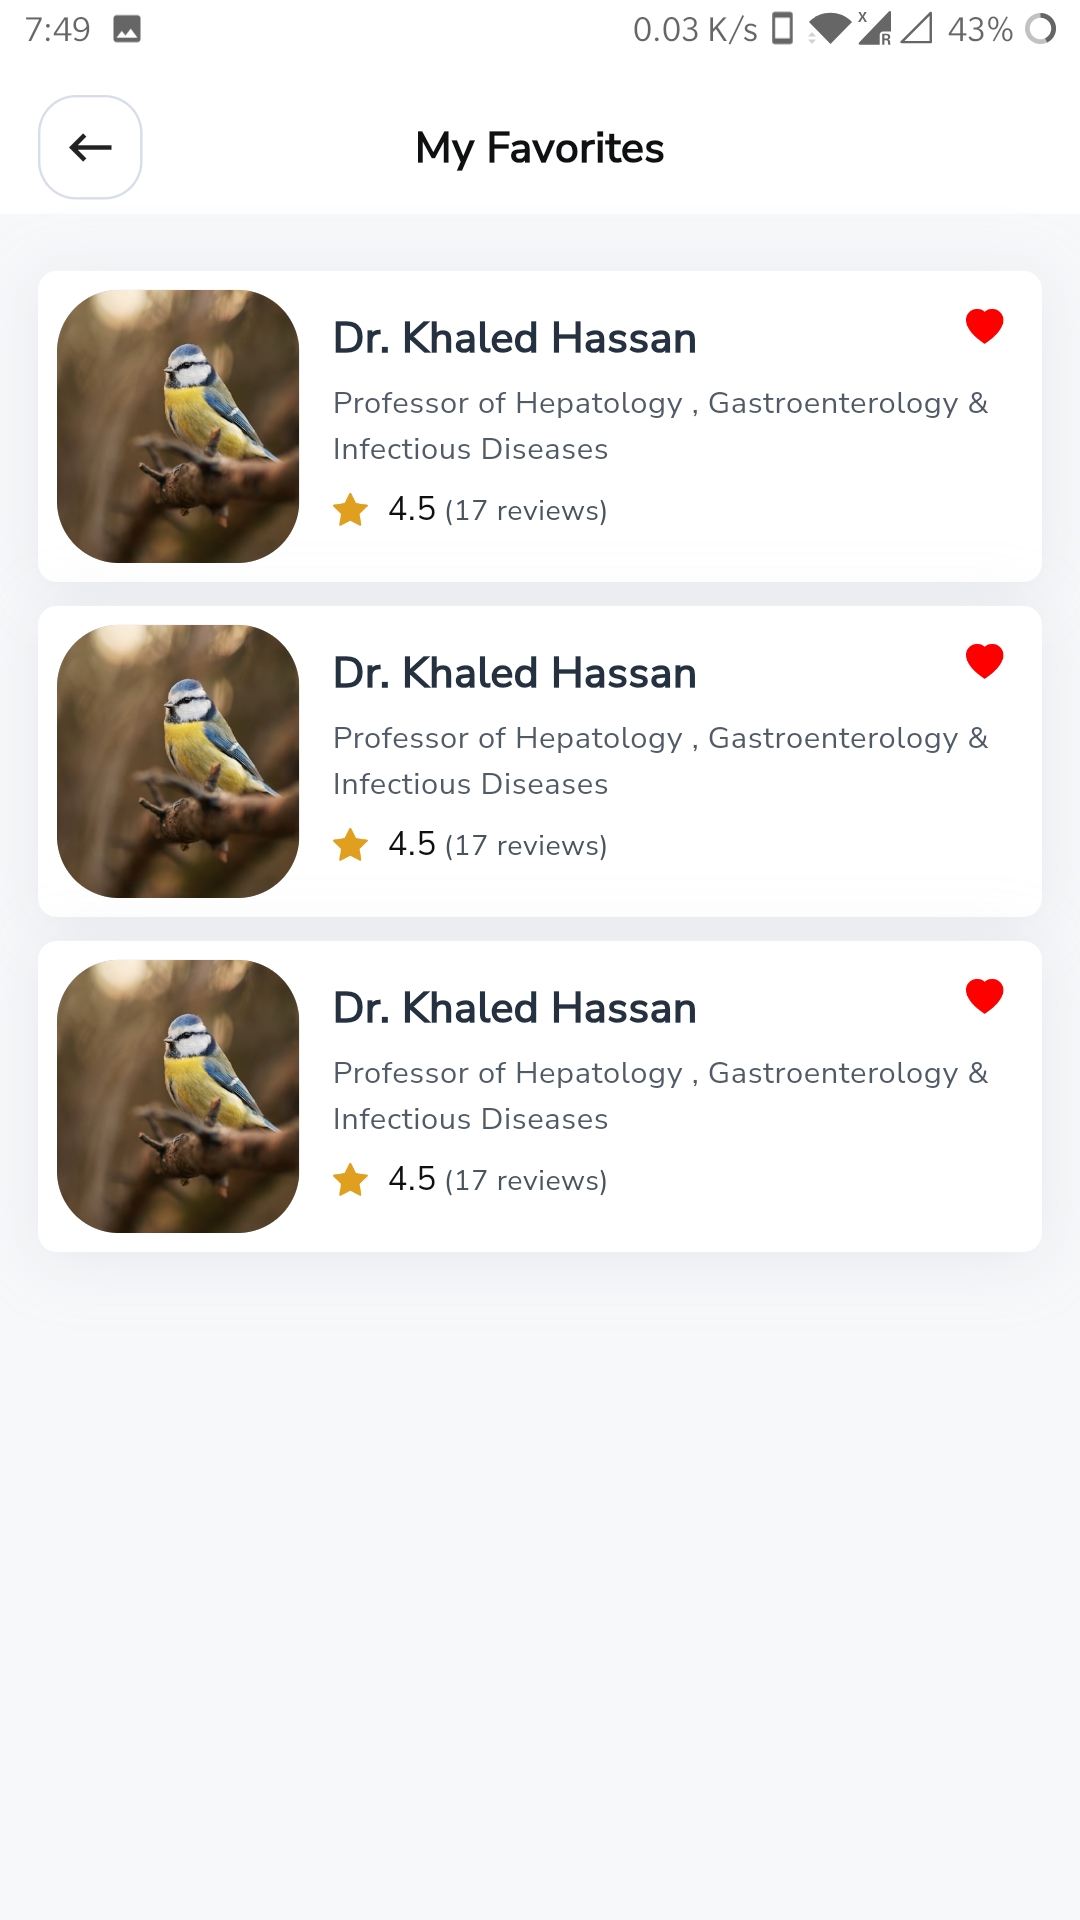 7:49 0.03 K/s X R 43%
My Favorites
Dr. Khaled Hassan
Professor of Hepatology , Gastroenterology &
Infectious Diseases
4.5 (17 reviews)
Dr. Khaled Hassan
Professor of Hepatology , Gastroenterology &
Infectious Diseases
4.5 (17 reviews)
Dr. Khaled Hassan
Professor of Hepatology , Gastroenterology &
Infectious Diseases
4.5 (17 reviews)